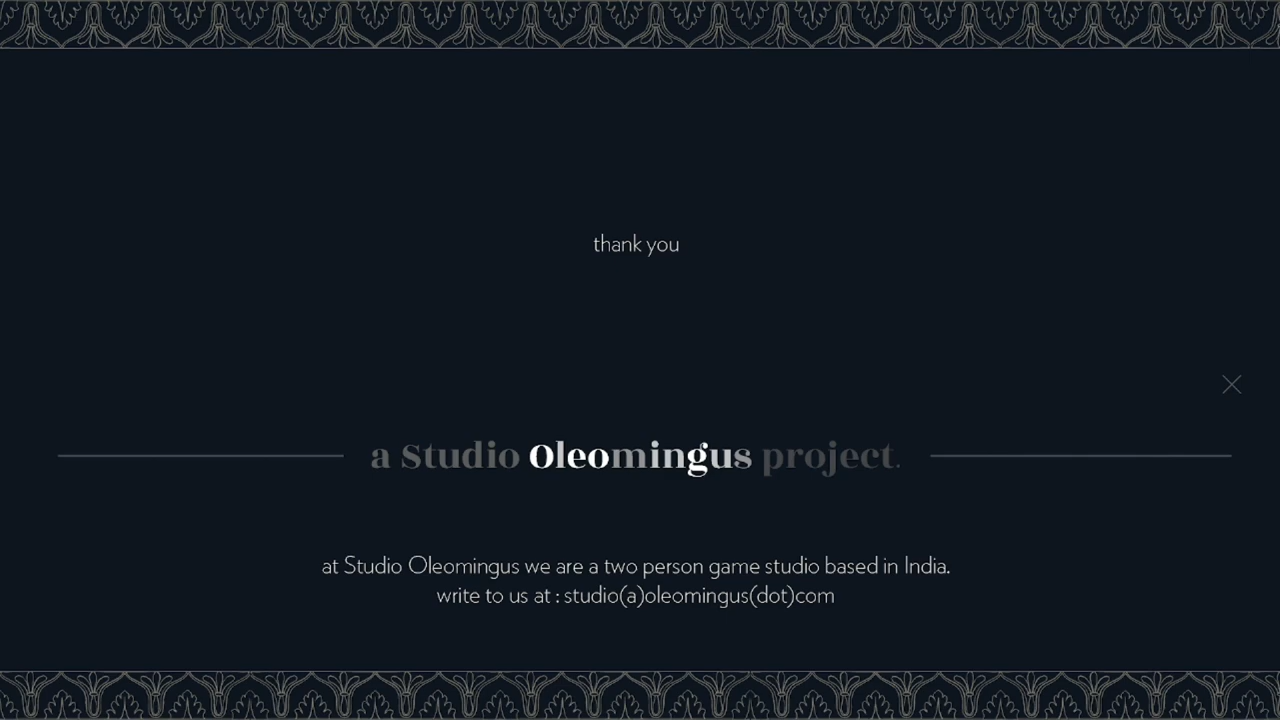 thank you
a Studio Oleomingus project.
at Studio Oleomingus we are a two person game studio based in India.
write to us at : studio(a)oleomingus(dot)com